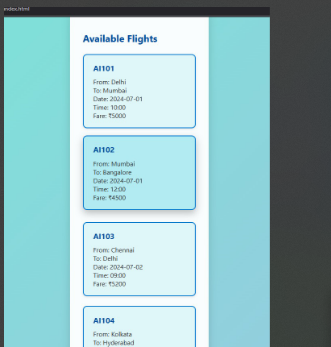 index.html
Available Flights
AI101
From: Delhi
To: Mumbai
Date: 2024-07-01
Time: 10:00
Fare: ₹5000
AI102
From: Mumbai
To: Bangalore
Date: 2024-07-01
Time: 12:00
Fare: ₹4500
AI103
From: Chennai
To: Delhi
Date: 2024-07-02
Time: 09:00
Fare: ₹5200
AI104
From: Kolkata
To: Hyderabad